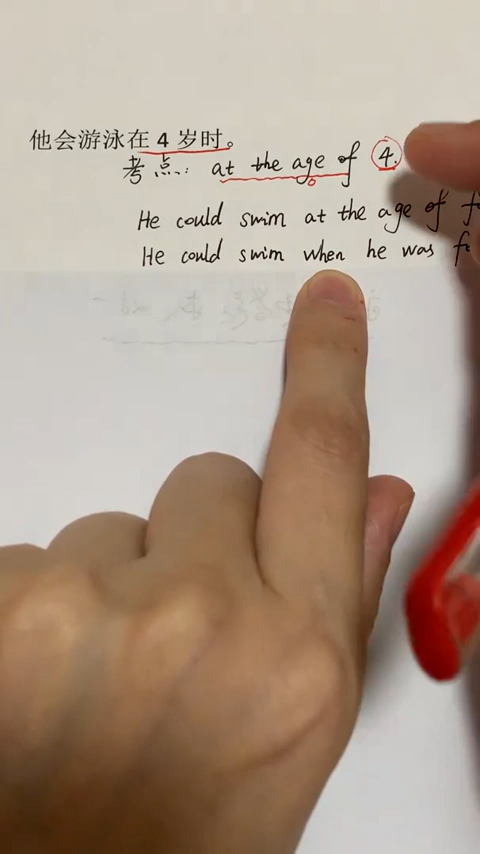 他会游泳在 4 岁时。
考点: at the age of 4.
He could swim at the age of
He could swim when he was